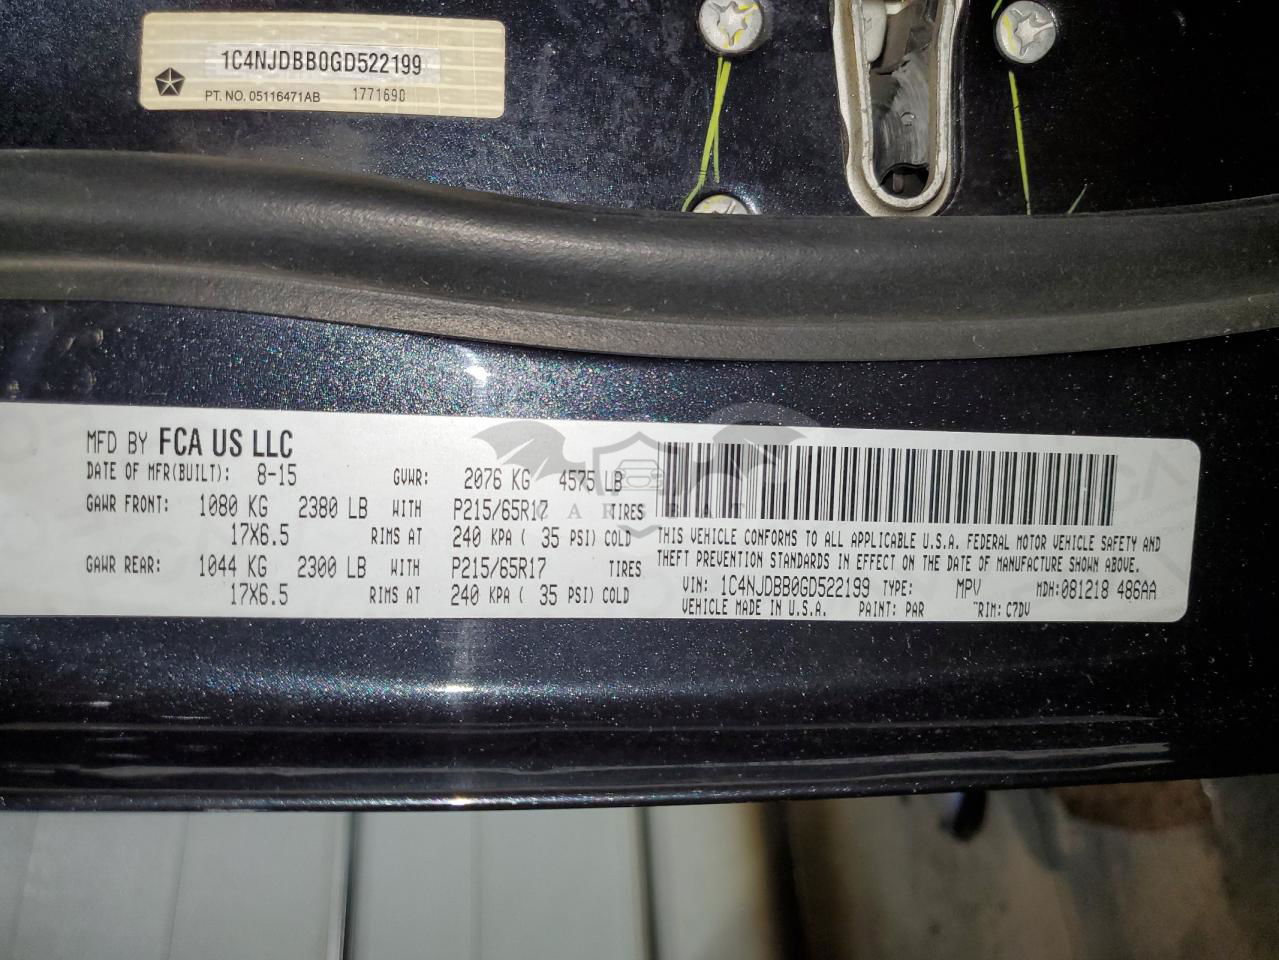 1C4NJDBB0GD522199
PT. NO. 05116471AB 1771690
MFD BY FCA US LLC
DATE OF MFR(BUILT): 8-15 GVWR: 2076 KG 4575 LB
GAWR FRONT: 1080 KG 2380 LB WITH P215/65R17 TIRES
17X6.5 RIMS AT 240 KPA ( 35 PSI) COLD
GAWR REAR: 1044 KG 2300 LB WITH P215/65R17 TIRES
17X6.5 RIMS AT 240 KPA ( 35 PSI) COLD
THIS VEHICLE CONFORMS TO ALL APPLICABLE U.S.A. FEDERAL MOTOR VEHICLE SAFETY AND
THEFT PREVENTION STANDARDS IN EFFECT ON THE DATE OF MANUFACTURE SHOWN ABOVE.
VIN: 1C4NJDBB0GD522199 TYPE: MPV MDH:081218 486AA
VEHICLE MADE IN U.S.A. PAINT: PAR TRIM: C7DV
CAR BAT